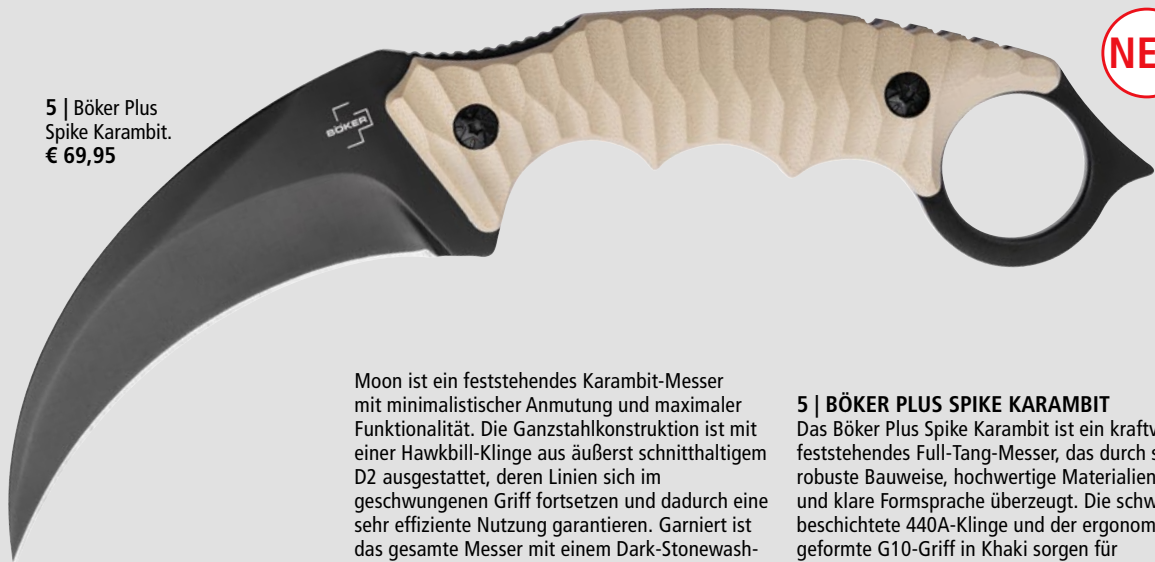 5 | Böker Plus
Spike Karambit.
€ 69,95
BÖKER
Moon ist ein feststehendes Karambit-Messer
mit minimalistischer Anmutung und maximaler
Funktionalität. Die Ganzstahlkonstruktion ist mit
einer Hawkbill-Klinge aus äußerst schnitthaltigem
D2 ausgestattet, deren Linien sich im
geschwungenen Griff fortsetzen und dadurch eine
sehr effiziente Nutzung garantieren. Garniert ist
das gesamte Messer mit einem Dark-Stonewash-
5 | BÖKER PLUS SPIKE KARAMBIT
Das Böker Plus Spike Karambit ist ein
feststehendes Full-Tang-Messer, das durch
robuste Bauweise, hochwertige Materialien
und klare Formsprache überzeugt. Die
beschichtete 440A-Klinge und der
geformte G10-Griff in Khaki sorgen für